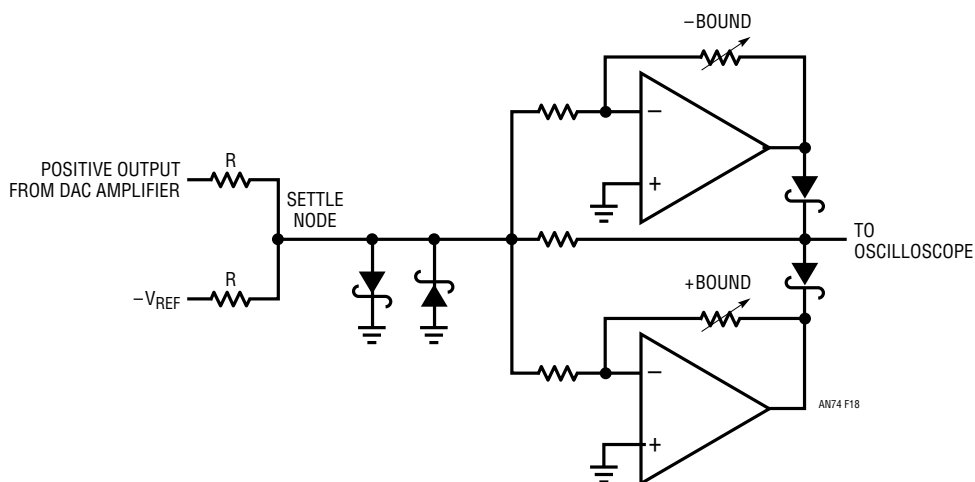 −BOUND
R
POSITIVE OUTPUT
FROM DAC AMPLIFIER
SETTLE
NODE
R
−VREF
−
+
TO
OSCILLOSCOPE
+BOUND
−
+
AN74 F18